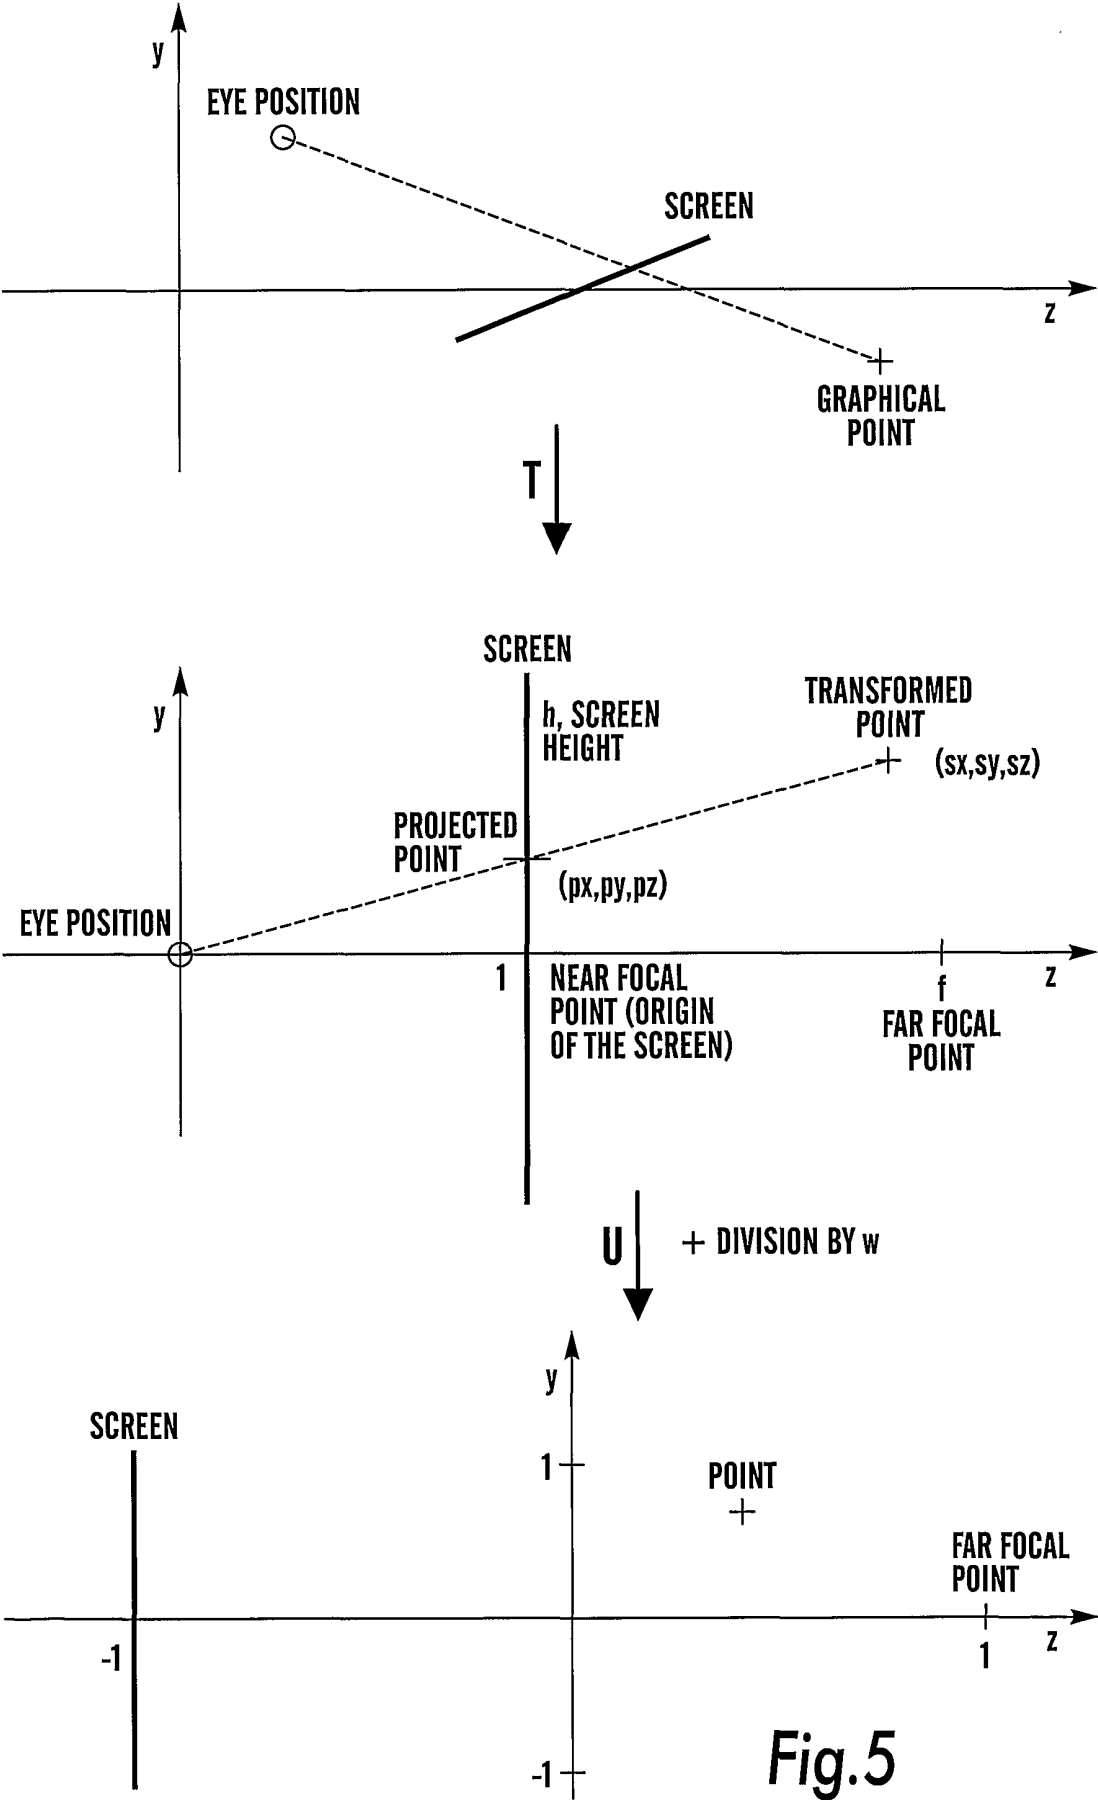 y
EYE POSITION
SCREEN
z
GRAPHICAL
POINT
T
SCREEN
y
h, SCREEN
HEIGHT
TRANSFORMED
POINT
(sx,sy,sz)
PROJECTED
POINT
(px,py,pz)
EYE POSITION
1
NEAR FOCAL
POINT (ORIGIN
OF THE SCREEN)
f
z
FAR FOCAL
POINT
U
+ DIVISION BY w
y
SCREEN
1
POINT
FAR FOCAL
POINT
-1
1
z
-1
Fig.5